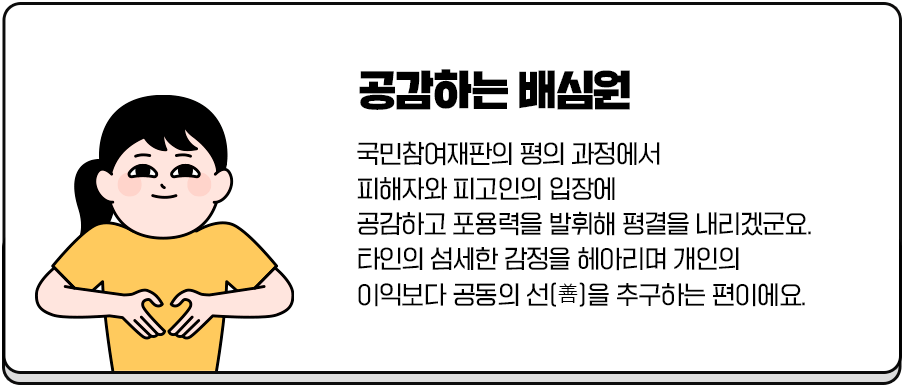 공감하는 배심원
국민참여재판의 평의 과정에서
피해자와 피고인의 입장에
공감하고 포용력을 발휘해 평결을 내리겠군요.
타인의 섬세한 감정을 헤아리며 개인의
이익보다 공동의 선(善)을 추구하는 편이에요.